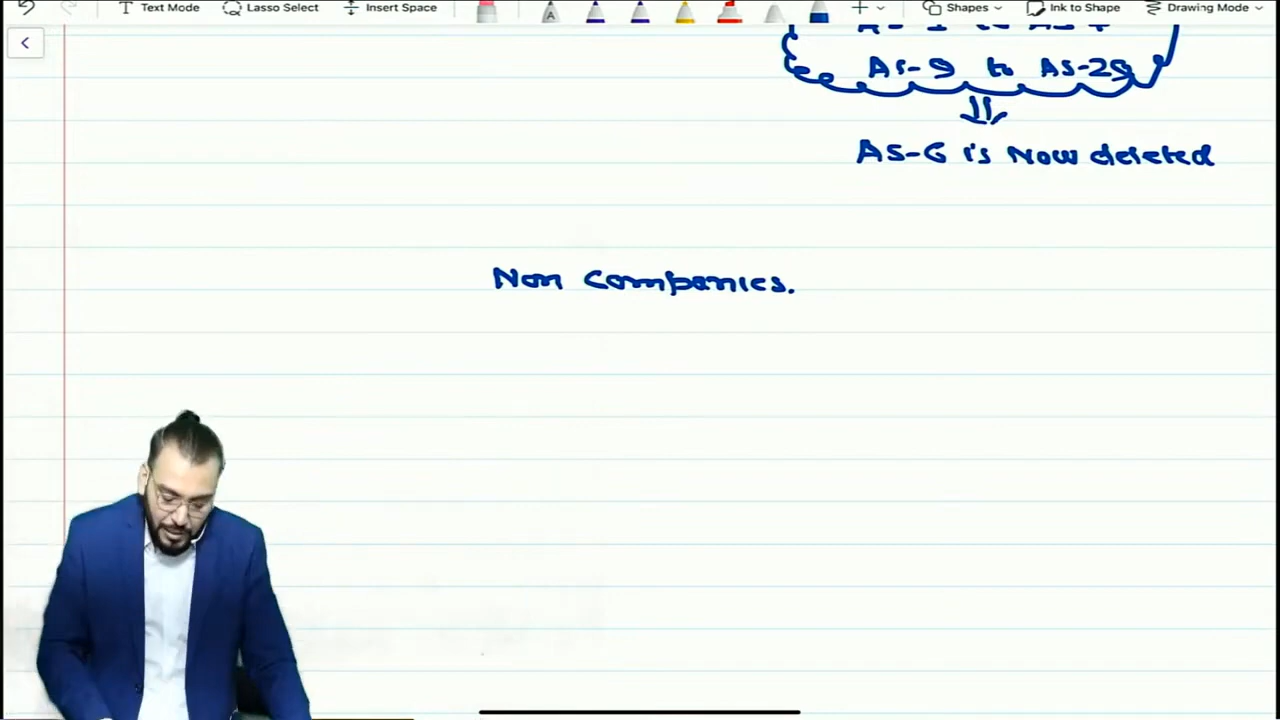 Text Mode Lasso Select Insert Space Shapes Ink to Shape Drawing Mode
AS-9 to AS-29
AS-6 is Now deleted
Non Companies.